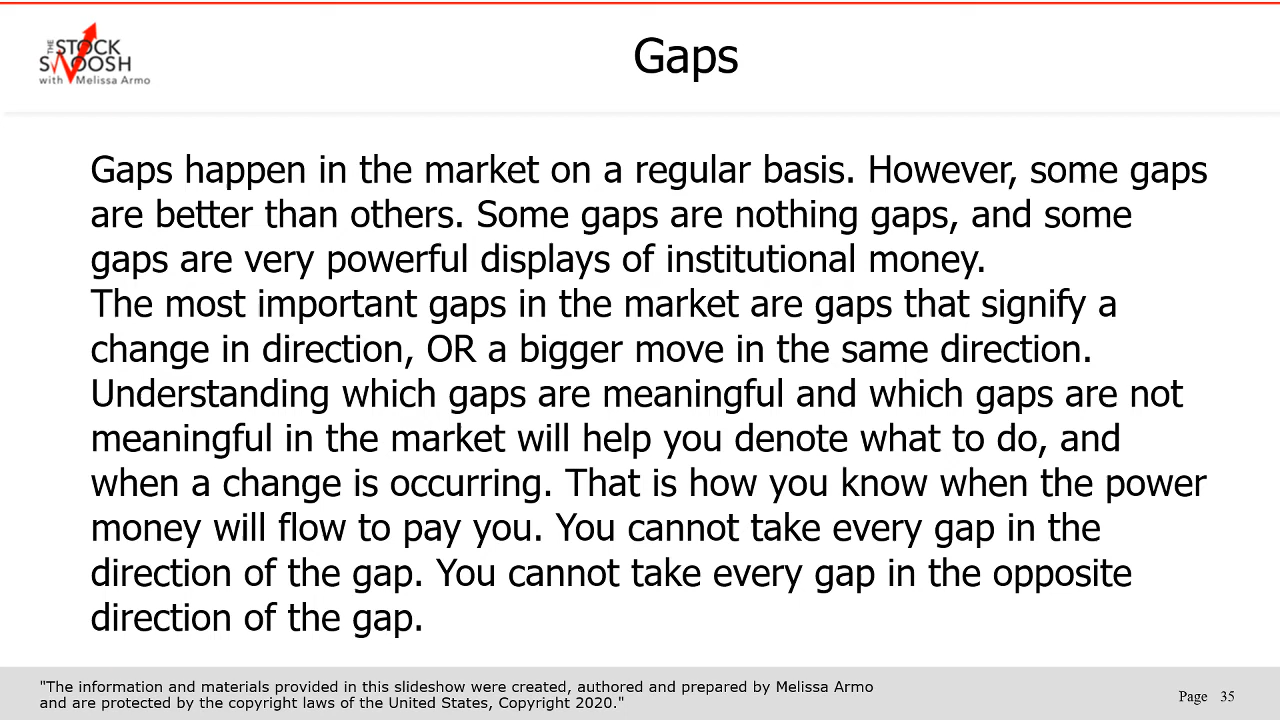 THE
STOCK
SWOOSH
with Melissa Armo
Gaps
Gaps happen in the market on a regular basis. However, some gaps
are better than others. Some gaps are nothing gaps, and some
gaps are very powerful displays of institutional money.
The most important gaps in the market are gaps that signify a
change in direction, OR a bigger move in the same direction.
Understanding which gaps are meaningful and which gaps are not
meaningful in the market will help you denote what to do, and
when a change is occurring. That is how you know when the power
money will flow to pay you. You cannot take every gap in the
direction of the gap. You cannot take every gap in the opposite
direction of the gap.
"The information and materials provided in this slideshow were created, authored and prepared by Melissa Armo
and are protected by the copyright laws of the United States, Copyright 2020."
Page 35